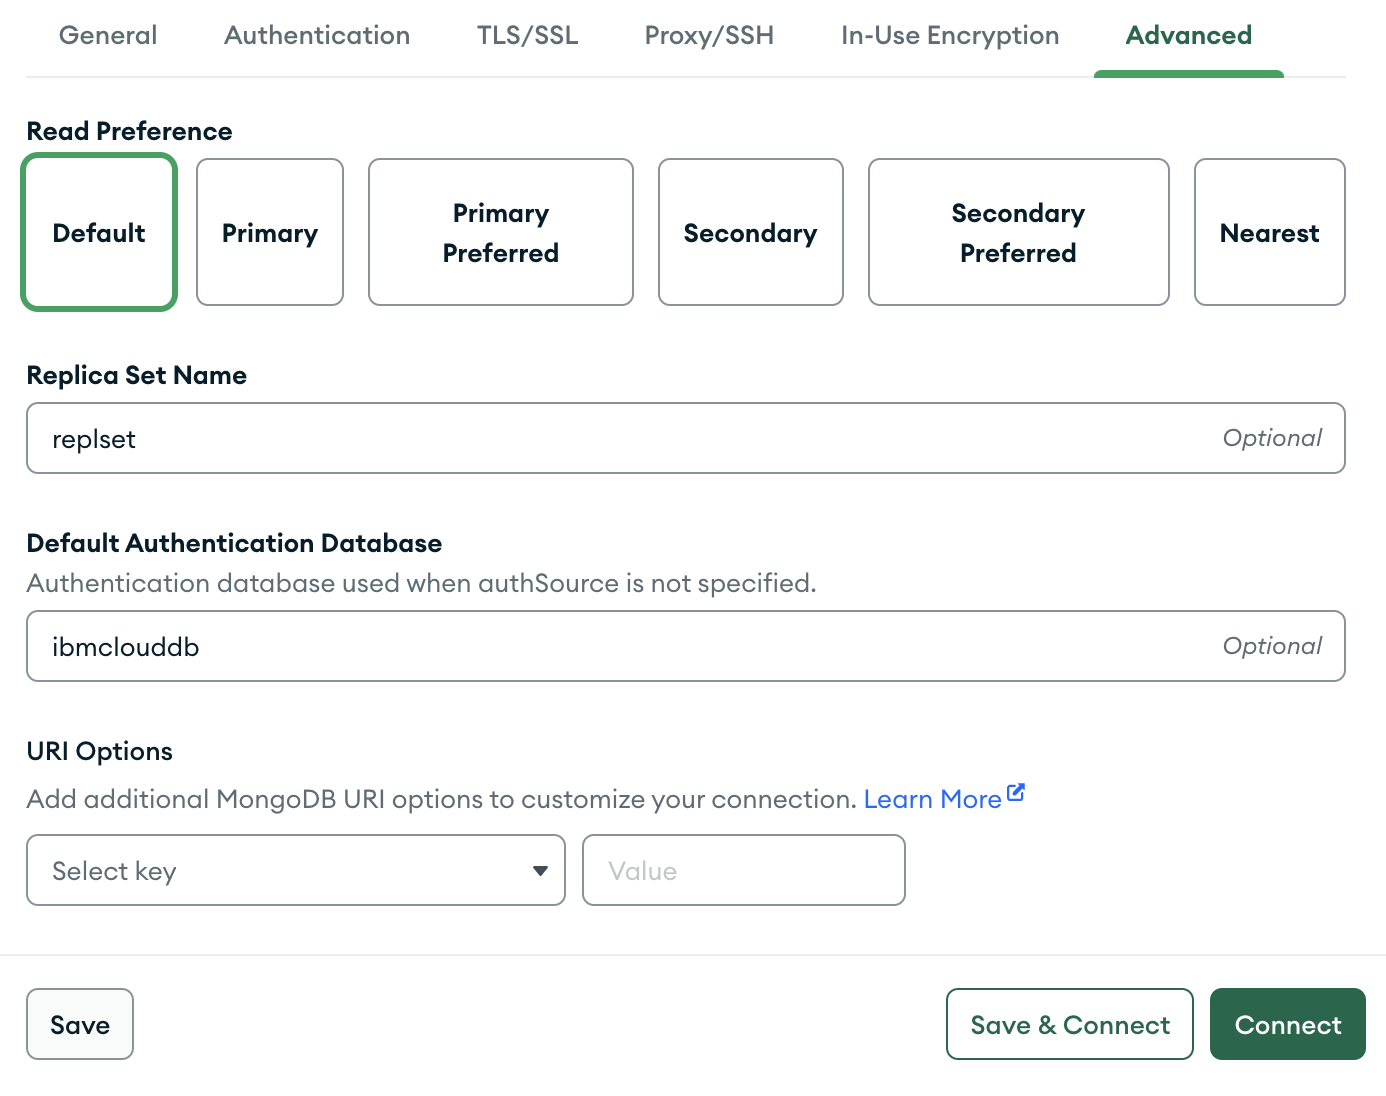 General Authentication TLS/SSL Proxy/SSH In-Use Encryption Advanced
Read Preference
Default
Primary
Primary
Preferred
Secondary
Secondary
Preferred
Nearest
Replica Set Name
replset Optional
Default Authentication Database
Authentication database used when authSource is not specified.
ibmclouddb Optional
URI Options
Add additional MongoDB URI options to customize your connection. Learn More
Select key Value
Save Save & Connect Connect